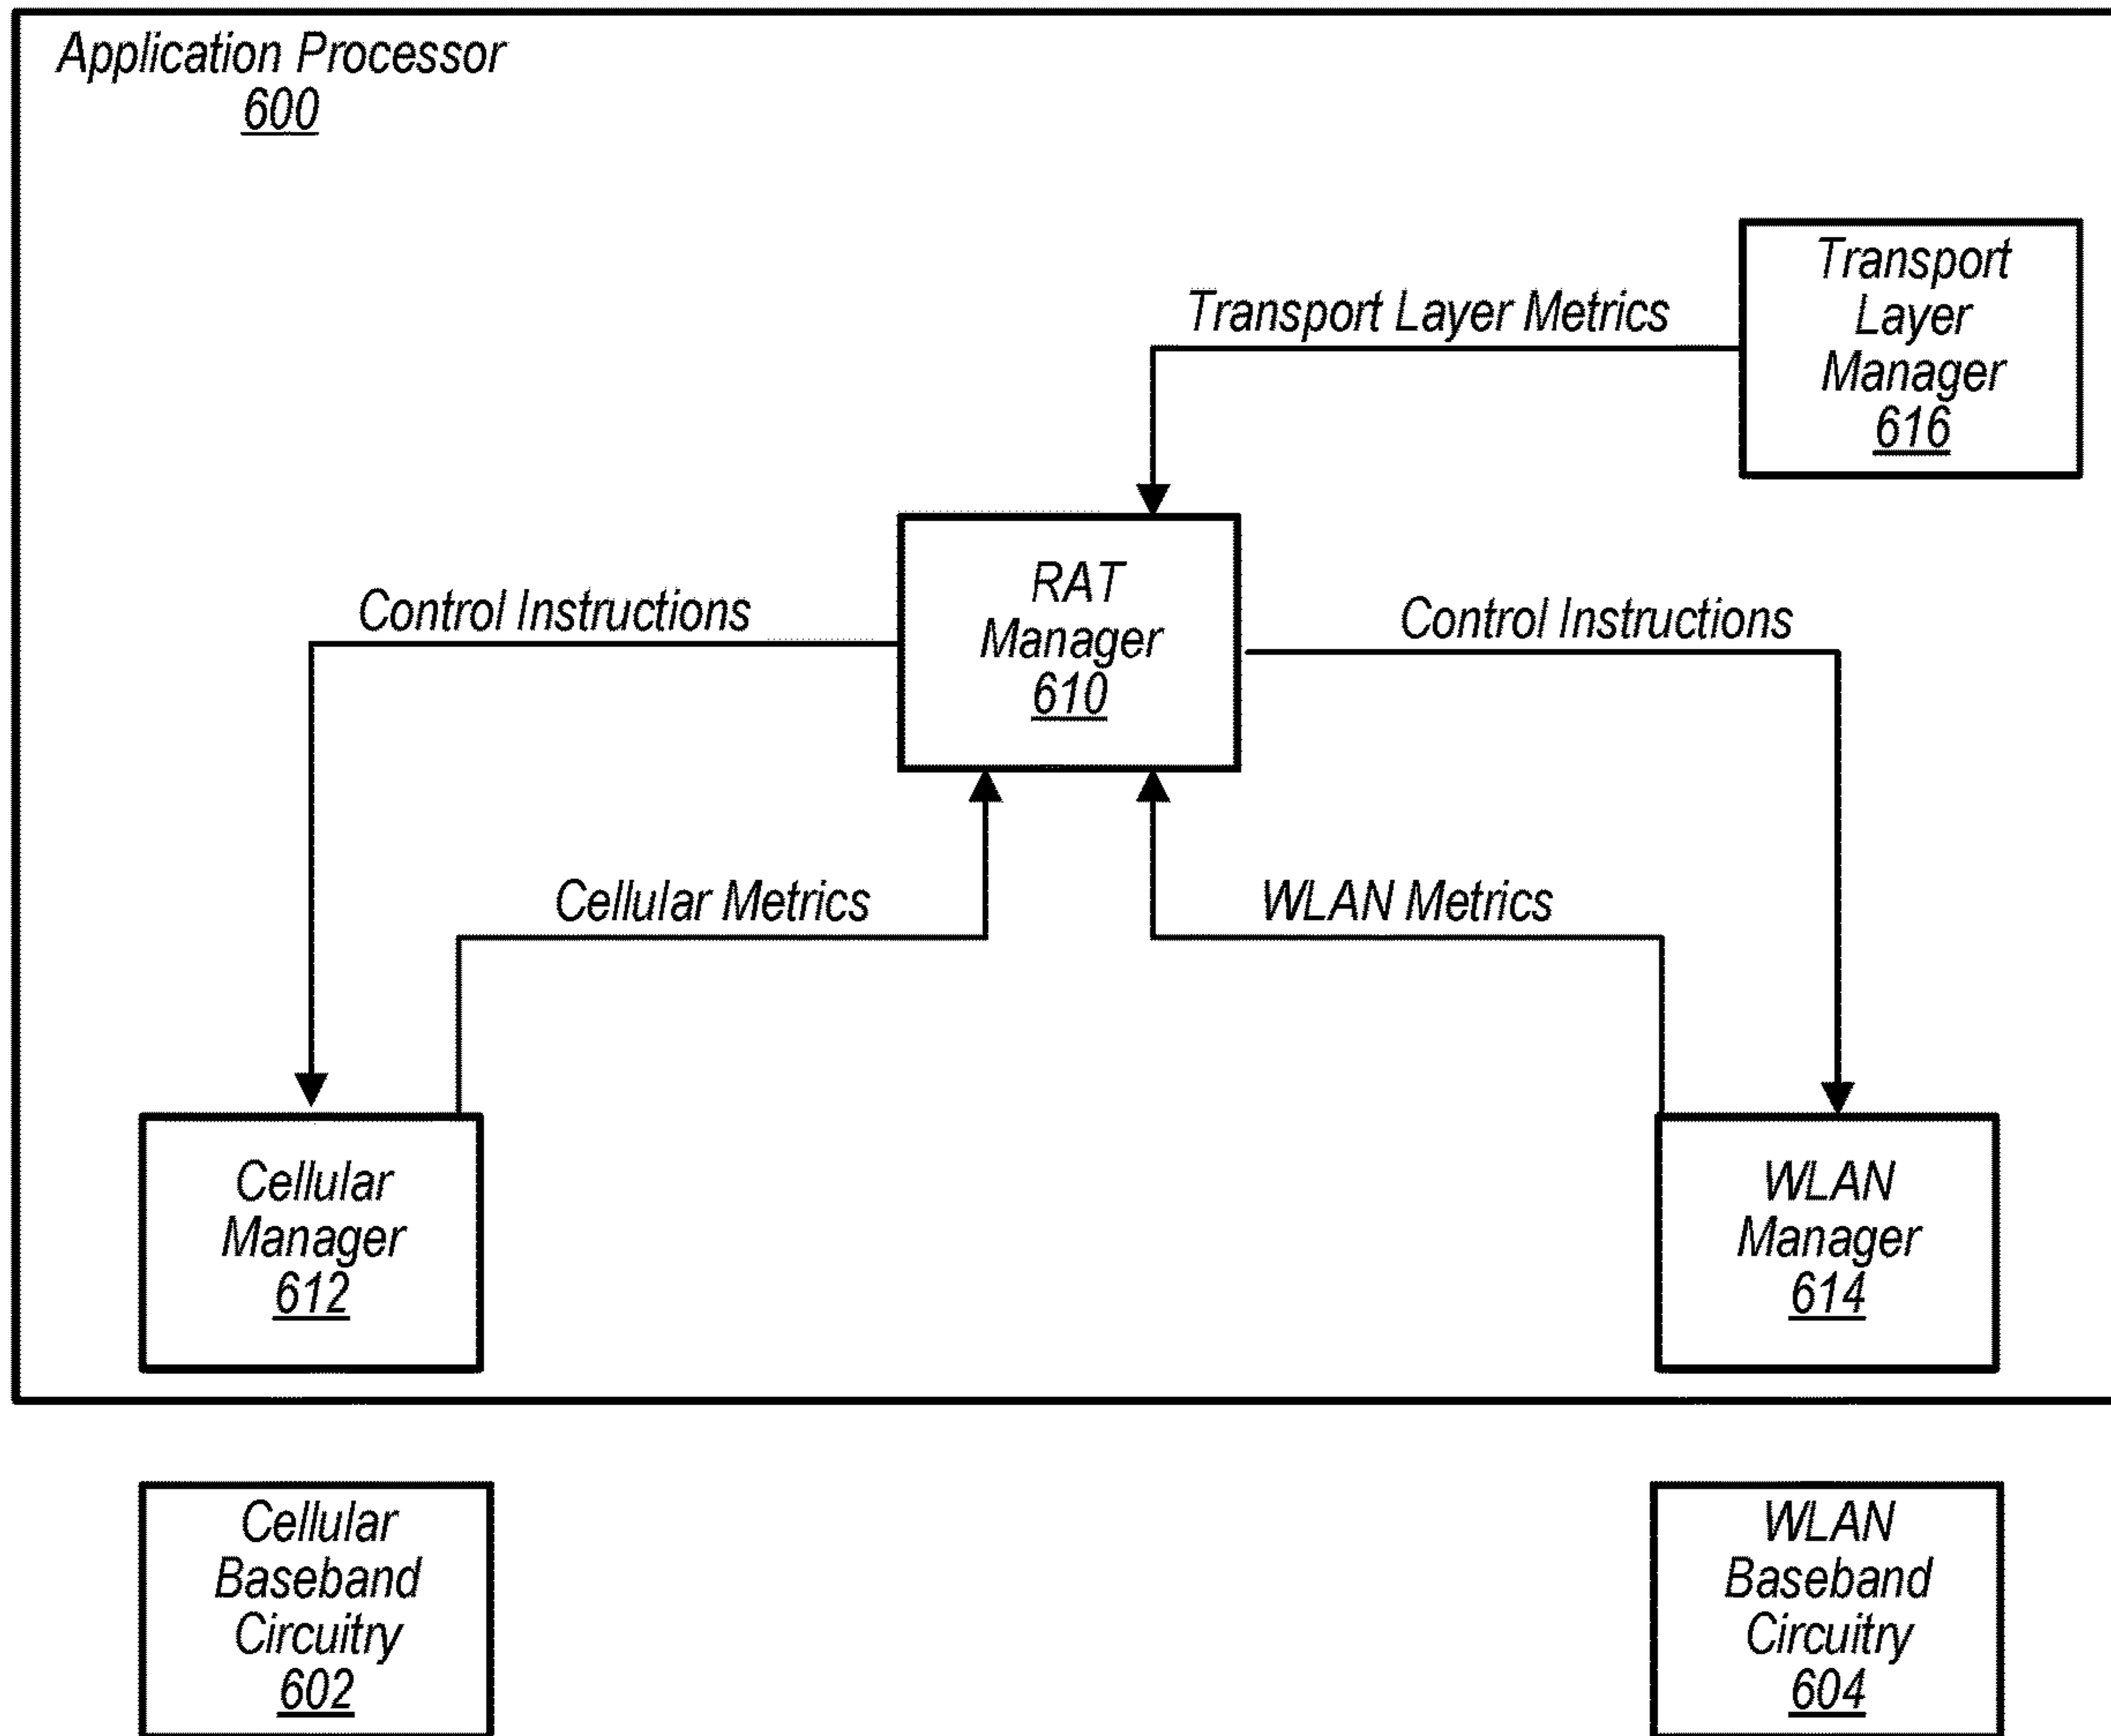 Application Processor
600
Transport
Layer
Manager
616
Transport Layer Metrics
RAT
Manager
610
Control Instructions
Control Instructions
Cellular Metrics
WLAN Metrics
Cellular
Manager
612
WLAN
Manager
614
Cellular
Baseband
Circuitry
602
WLAN
Baseband
Circuitry
604